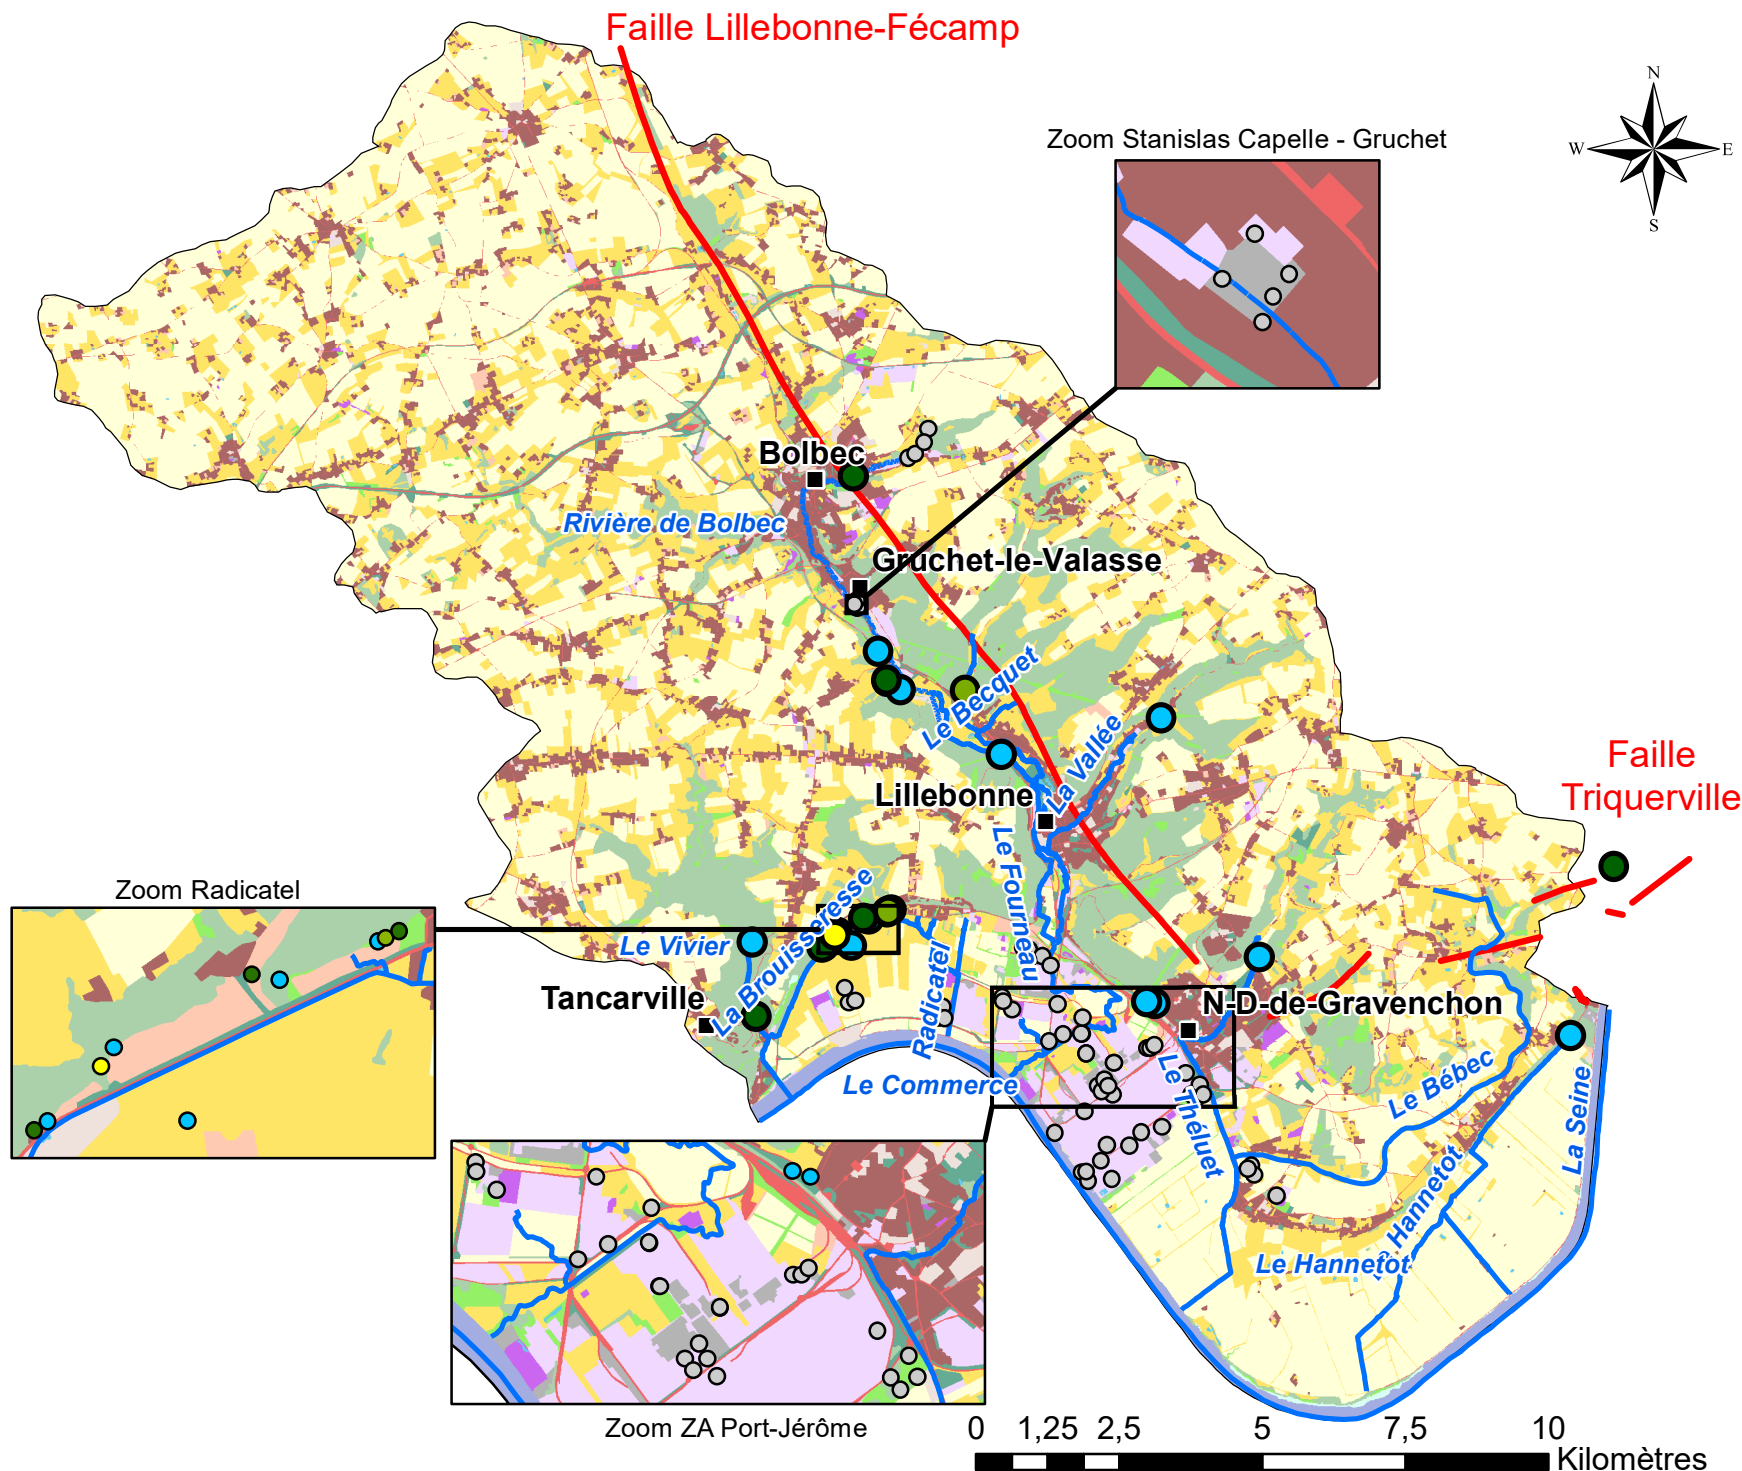 Faille Lillebonne-Fécamp
N
W
E
S
Zoom Stanislas Capelle - Gruchet
Bolbec
Rivière de Bolbec
Gruchet-le-Valasse
Le Becquet
La Vallée
Lillebonne
Faille
Triquerville
Le Fourneau
Zoom Radicatel
La Brouisseresse
Le Vivier
Radicatel
Tancarville
N-D-de-Gravenchon
Le Commerce
Le Théluet
Le Bébec
La Seine
Le Hannetot
Hannetot
Zoom ZA Port-Jérôme
0 1,25 2,5 5 7,5 10
Kilomètres